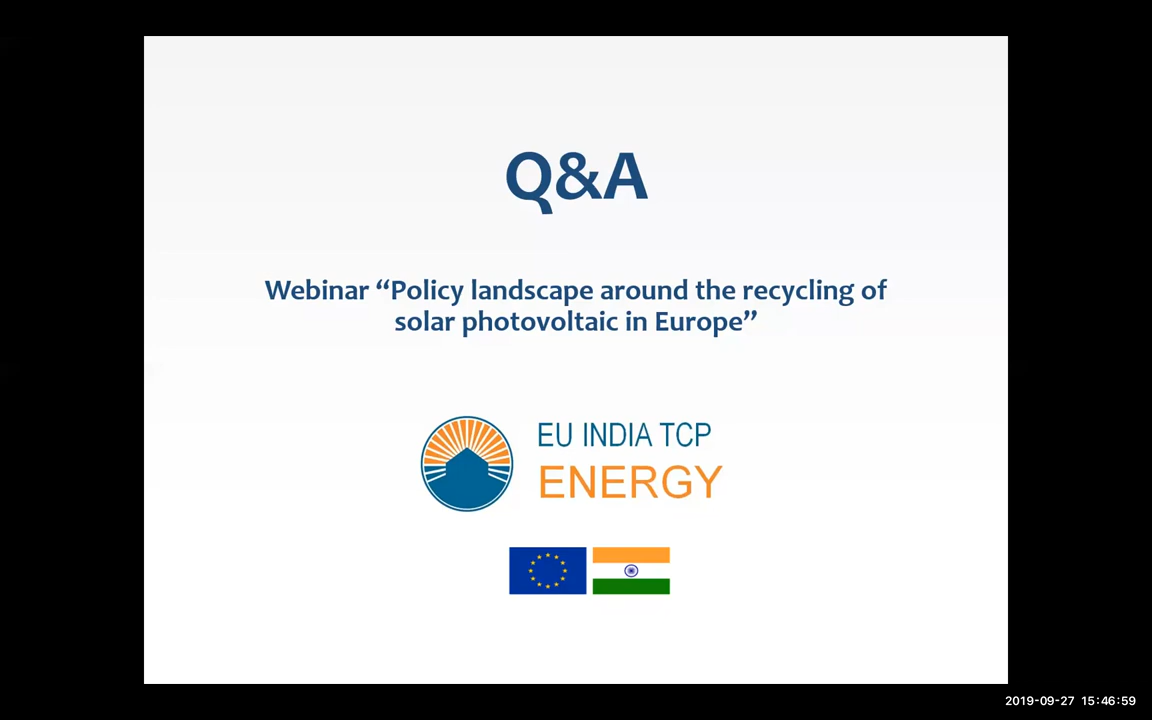 Q&A
Webinar “Policy landscape around the recycling of
solar photovoltaic in Europe”
EU INDIA TCP
ENERGY
2019-09-27 15:46:59